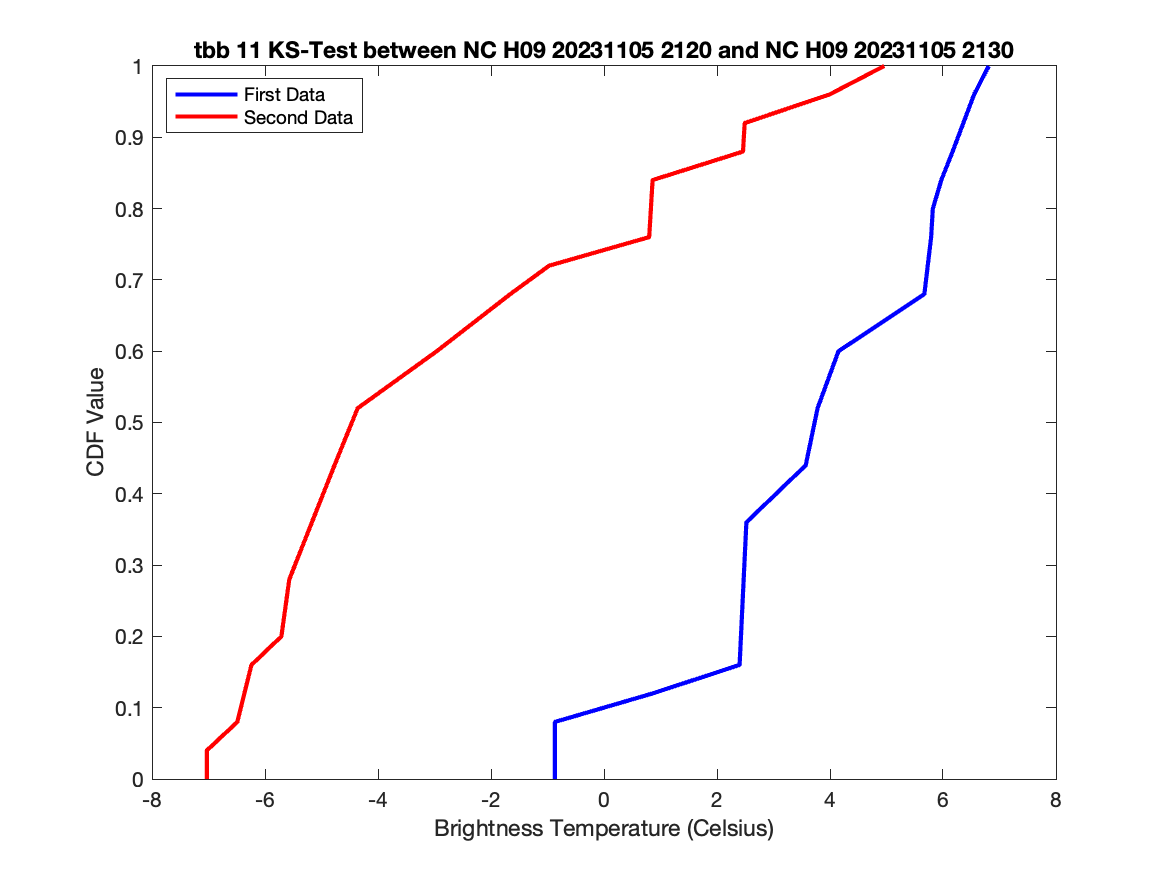 tbb 11 KS-Test between NC H09 20231105 2120 and NC H09 20231105 2130
First Data
Second Data
1
0.9
0.8
0.7
0.6
0.5
0.4
0.3
0.2
0.1
0
CDF Value
-8 -6 -4 -2 0 2 4 6 8
Brightness Temperature (Celsius)